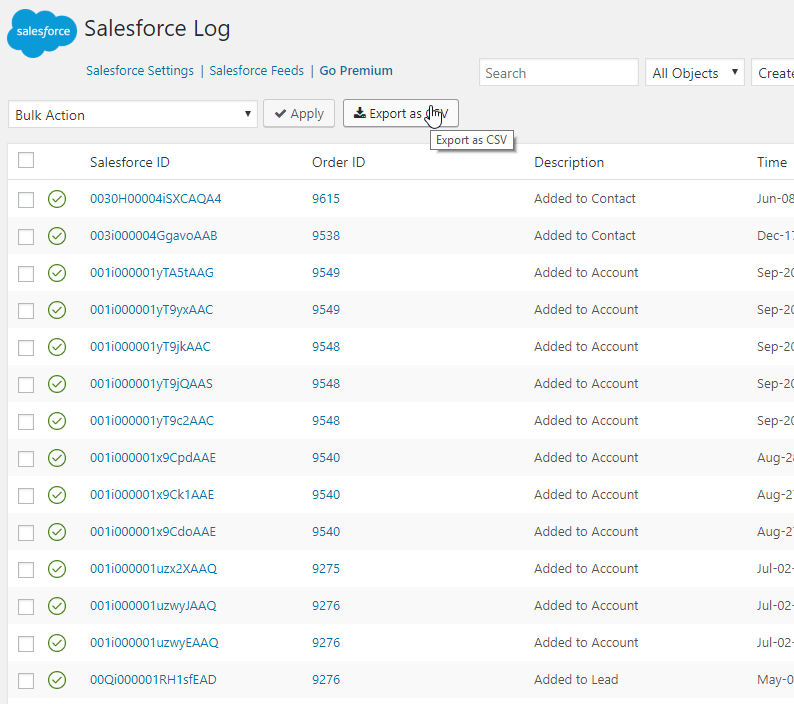 salesforce Salesforce Log
Salesforce Settings | Salesforce Feeds | Go Premium
Search All Objects Create
Bulk Action Apply Export as CSV
Export as CSV
Salesforce ID Order ID Description Time
0030H00004iSXCAQA4 9615 Added to Contact Jun-08
003i000004GgavoAAB 9538 Added to Contact Dec-17
001i000001yTA5tAAG 9549 Added to Account Sep-20
001i000001yT9yxAAC 9549 Added to Account Sep-20
001i000001yT9jkAAC 9548 Added to Account Sep-20
001i000001yT9jQAAS 9548 Added to Account Sep-20
001i000001yT9c2AAC 9548 Added to Account Sep-20
001i000001x9CpdAAE 9540 Added to Account Aug-28
001i000001x9Ck1AAE 9540 Added to Account Aug-27
001i000001x9CdoAAE 9540 Added to Account Aug-27
001i000001uzx2XAAQ 9275 Added to Account Jul-02-
001i000001uzwyJAAQ 9276 Added to Account Jul-02-
001i000001uzwyEAAQ 9276 Added to Account Jul-02-
00Qi000001RH1sfEAD 9276 Added to Lead May-0